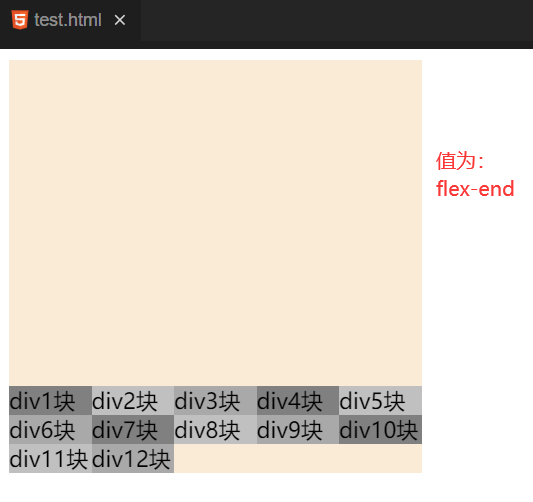 test.html
值为：
flex-end
div1块 div2块 div3块 div4块 div5块
div6块 div7块 div8块 div9块 div10块
div11块 div12块